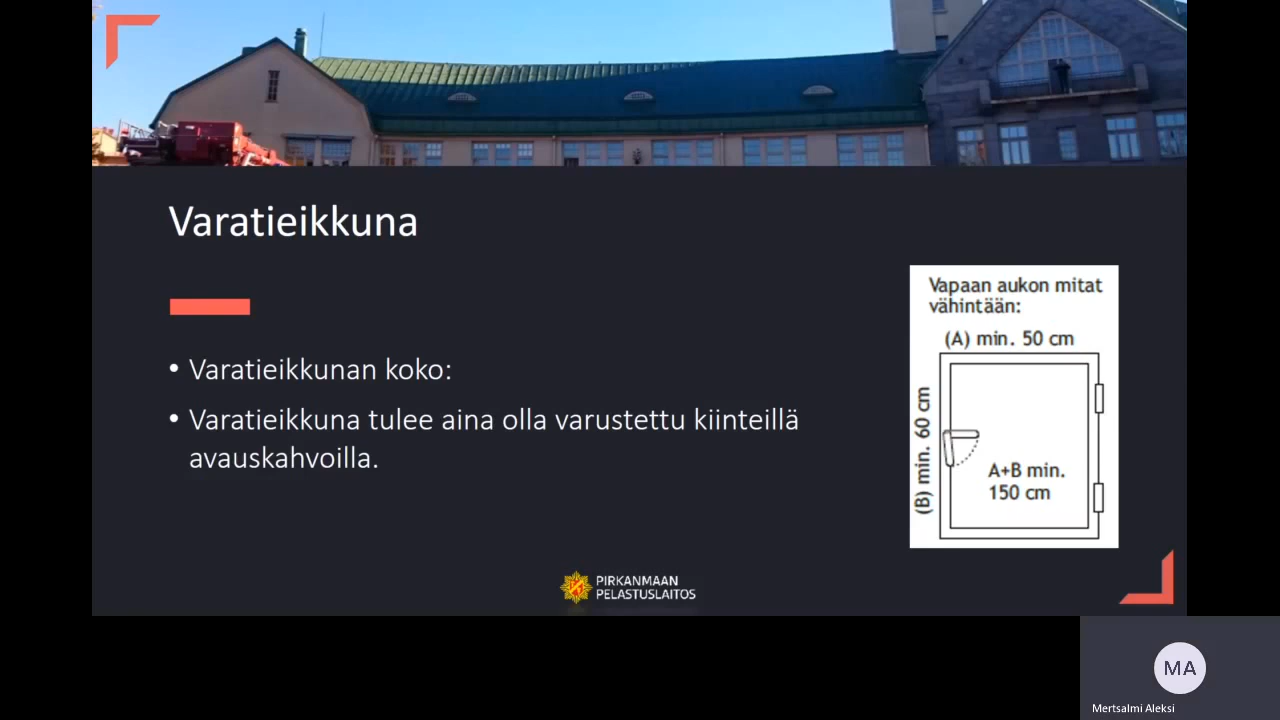 Varatieikkuna
• Varatieikkunan koko:
• Varatieikkuna tulee aina olla varustettu kiinteillä
avauskahvoilla.
Vapaan aukon mitat
vähintään:
(A) min. 50 cm
(B) min. 60 cm
A+B min.
150 cm
PIRKANMAAN
PELASTUSLAITOS
MA
Mertsalmi Aleksi